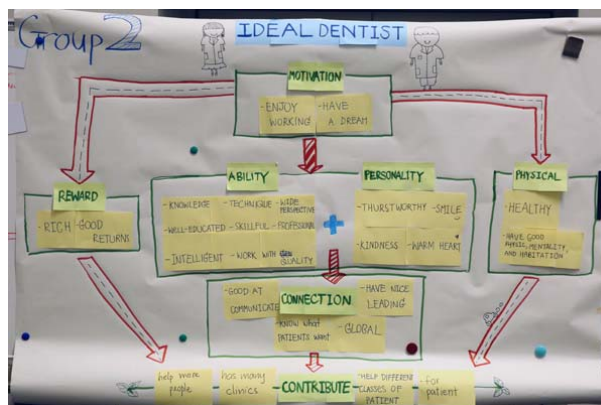 Group 2
IDEAL DENTIST
MOTIVATION
- ENJOY
WORKING
- HAVE
A DREAM
REWARD
- RICH
- GOOD
RETURNS
ABILITY
- KNOWLEDGE
- TECHNIQUE
- WIDE
PERSPECTIVE
- WELL-EDUCATED
- SKILLFUL
- PROFESSIONAL
- INTELLIGENT
- WORK WITH
QUALITY
PERSONALITY
- THURSTWORTHY
- SMILE
- KINDNESS
- WARM HEART
PHYSICAL
- HEALTHY
- HAVE GOOD
MENTALITY,
AND HABITATION
CONNECTION
- GOOD AT
COMMUNICATE
- HAVE NICE
LEADING
- KNOW WHAT
PATIENTS WANT
- GLOBAL
CONTRIBUTE
help more
people
has many
clinics
- HELP DIFFERENT
CLASSES OF
PATIENT
- for
patient